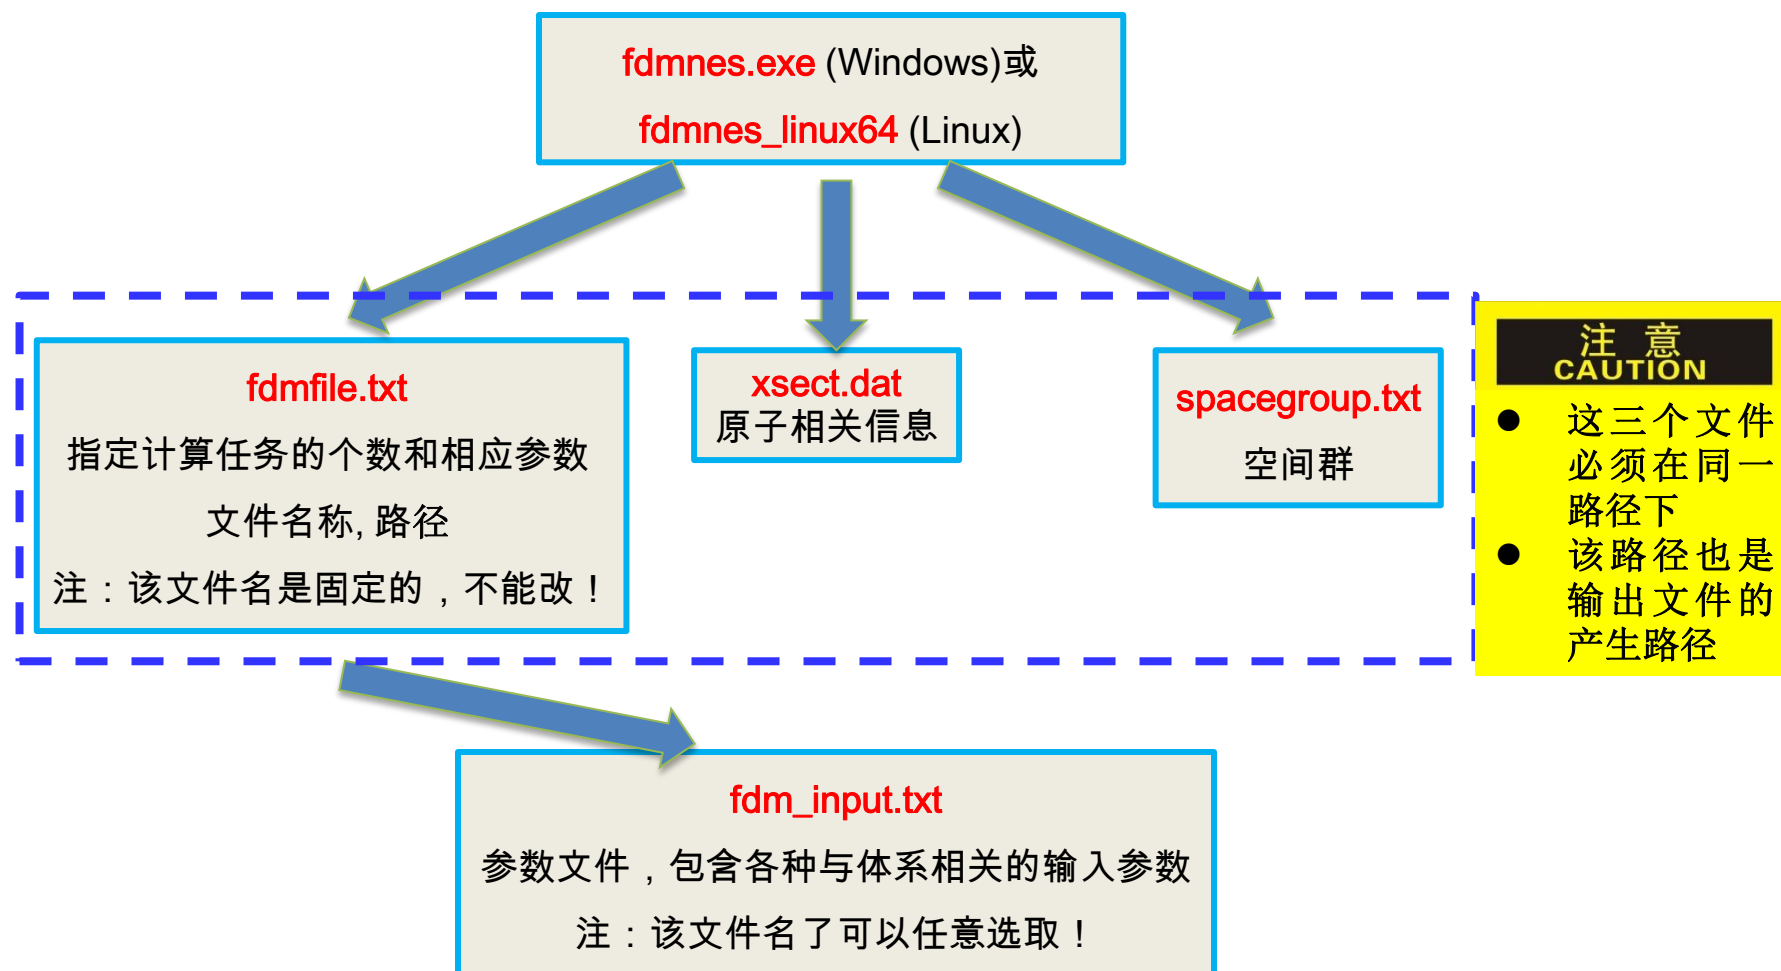 fdmnes.exe (Windows)或
fdmnes_linux64 (Linux)
fdmfile.txt
指定计算任务的个数和相应参数
文件名称, 路径
注：该文件名是固定的，不能改！
xsect.dat
原子相关信息
spacegroup.txt
空间群
注 意
CAUTION
● 这三个文件
必须在同一
路径下
● 该路径也是
输出文件的
产生路径
fdm_input.txt
参数文件，包含各种与体系相关的输入参数
注：该文件名了可以任意选取！